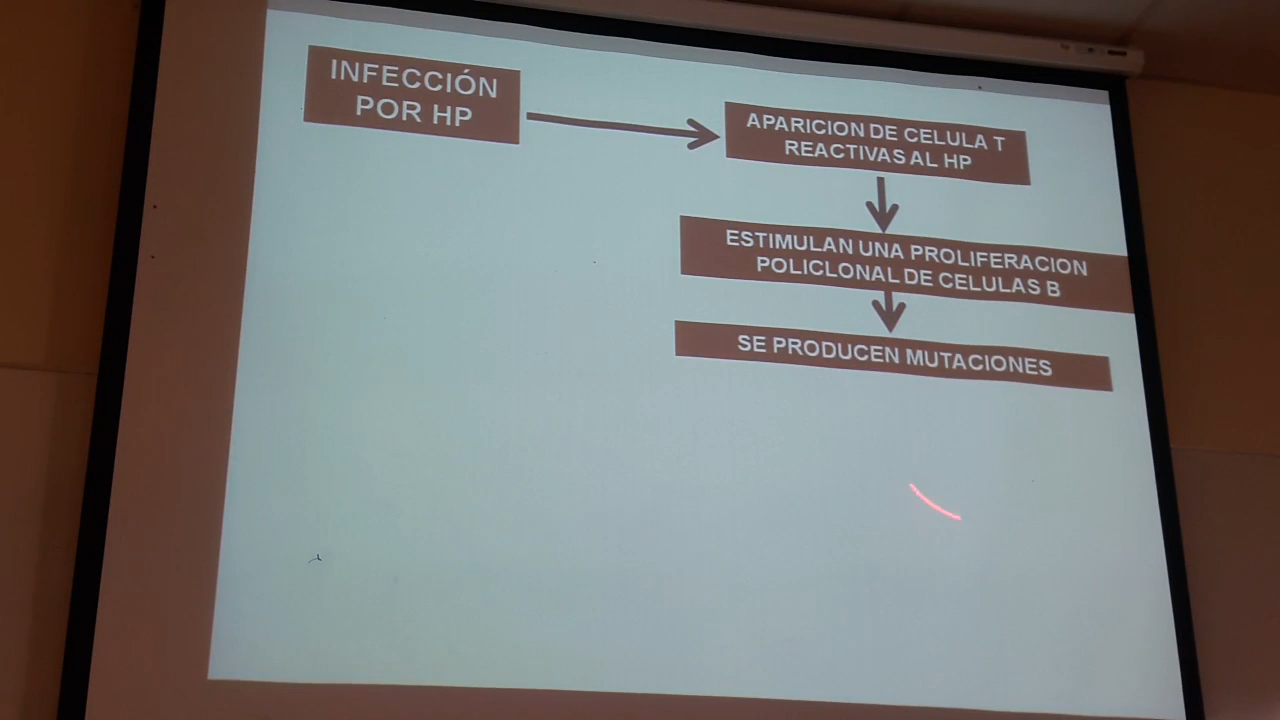 INFECCIÓN
POR HP
APARICION DE CELULA T
REACTIVAS AL HP
ESTIMULAN UNA PROLIFERACION
POLICLONAL DE CELULAS B
SE PRODUCEN MUTACIONES